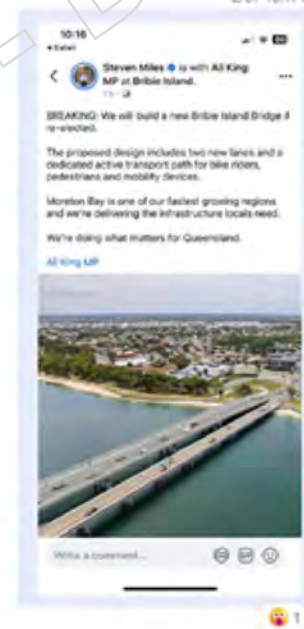 10:16
Safari
Steven Miles is with Ali King
MP at Bribie Island.
BREAKING: We will build a new Bribie Island Bridge if
re-elected.
The proposed design includes two new lanes and a
dedicated active transport path for bike riders,
pedestrians and mobility devices.
Moreton Bay is one of our fastest growing regions
and we're delivering the infrastructure locals need.
We're doing what matters for Queensland.
Ali King MP
Write a comment...
GIF
1